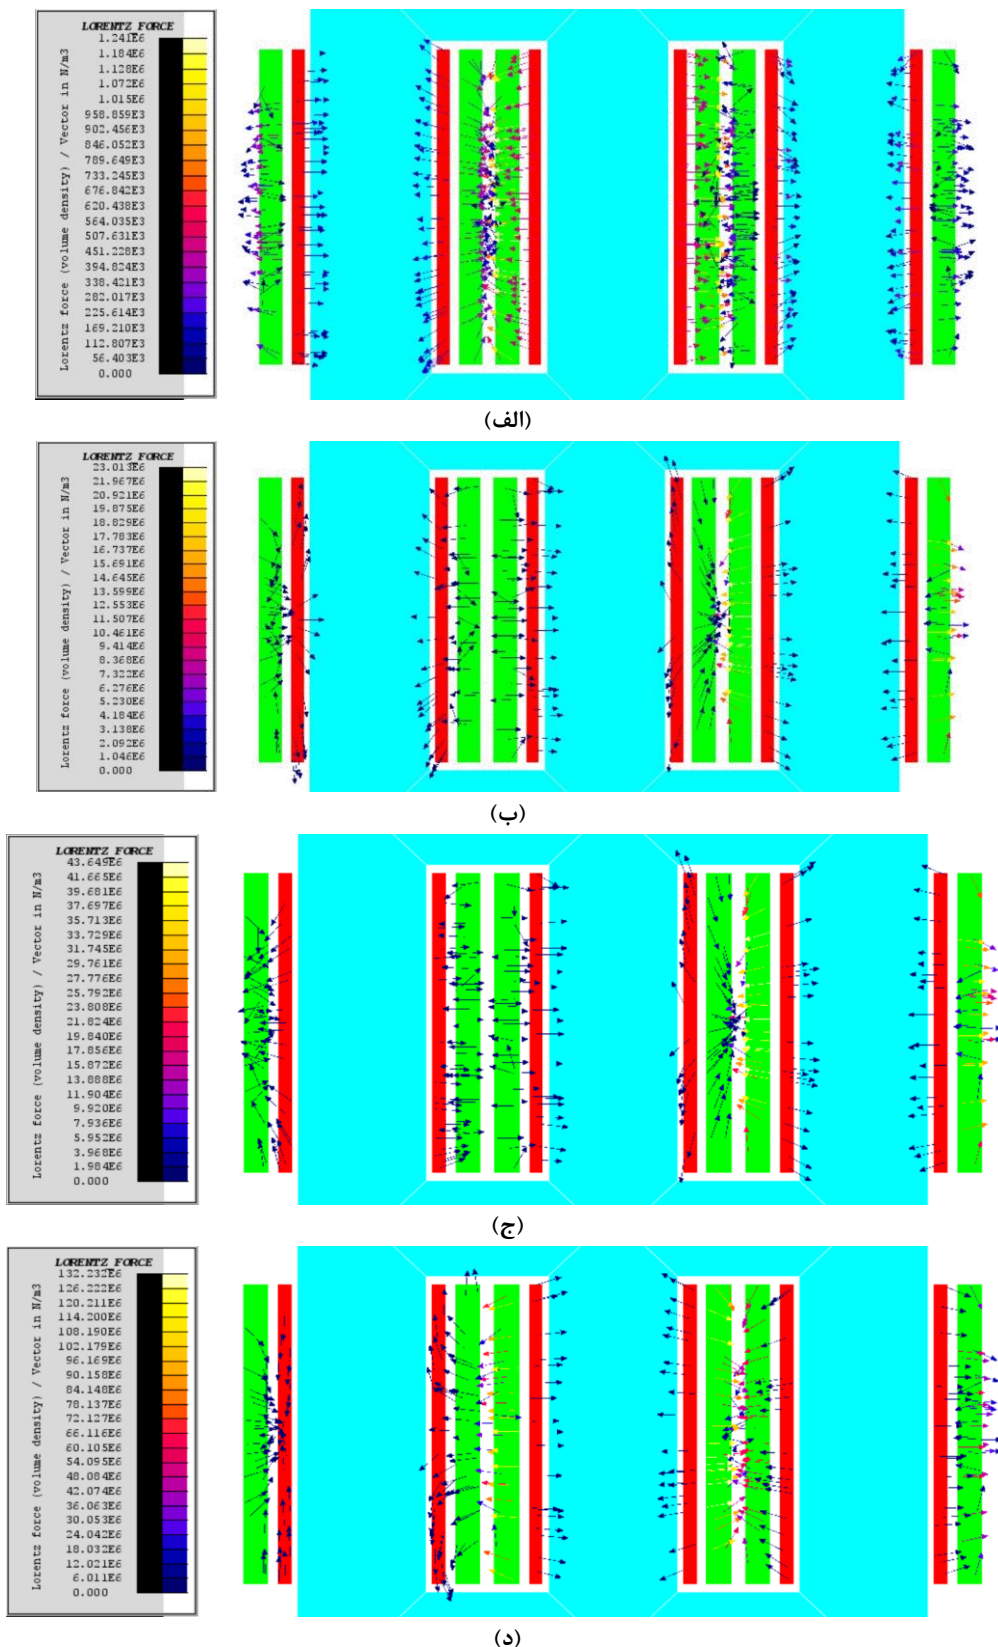 LORENTZ FORCE
Lorentz force (volume density) / Vector in N/m3
1.241E6
1.184E6
1.128E6
1.072E6
1.015E6
958.859E3
902.456E3
846.052E3
789.649E3
733.245E3
676.842E3
620.438E3
564.035E3
507.631E3
451.228E3
394.824E3
338.421E3
282.017E3
225.614E3
169.210E3
112.807E3
56.403E3
0.000
(الف)
LORENTZ FORCE
Lorentz force (volume density) / Vector in N/m3
23.013E6
21.967E6
20.921E6
19.875E6
18.829E6
17.783E6
16.737E6
15.691E6
14.645E6
13.599E6
12.553E6
11.507E6
10.461E6
9.414E6
8.368E6
7.322E6
6.276E6
5.230E6
4.184E6
3.138E6
2.092E6
1.046E6
0.000
(ب)
LORENTZ FORCE
Lorentz force (volume density) / Vector in N/m3
43.649E6
41.665E6
39.681E6
37.697E6
35.713E6
33.729E6
31.745E6
29.761E6
27.776E6
25.792E6
23.808E6
21.824E6
19.840E6
17.856E6
15.872E6
13.888E6
11.904E6
9.920E6
7.936E6
5.952E6
3.968E6
1.984E6
0.000
(ج)
LORENTZ FORCE
Lorentz force (volume density) / Vector in N/m3
132.232E6
126.222E6
120.211E6
114.200E6
108.190E6
102.179E6
96.169E6
90.158E6
84.148E6
78.137E6
72.127E6
66.116E6
60.105E6
54.095E6
48.084E6
42.074E6
36.063E6
30.053E6
24.042E6
18.032E6
12.021E6
6.011E6
0.000
(د)